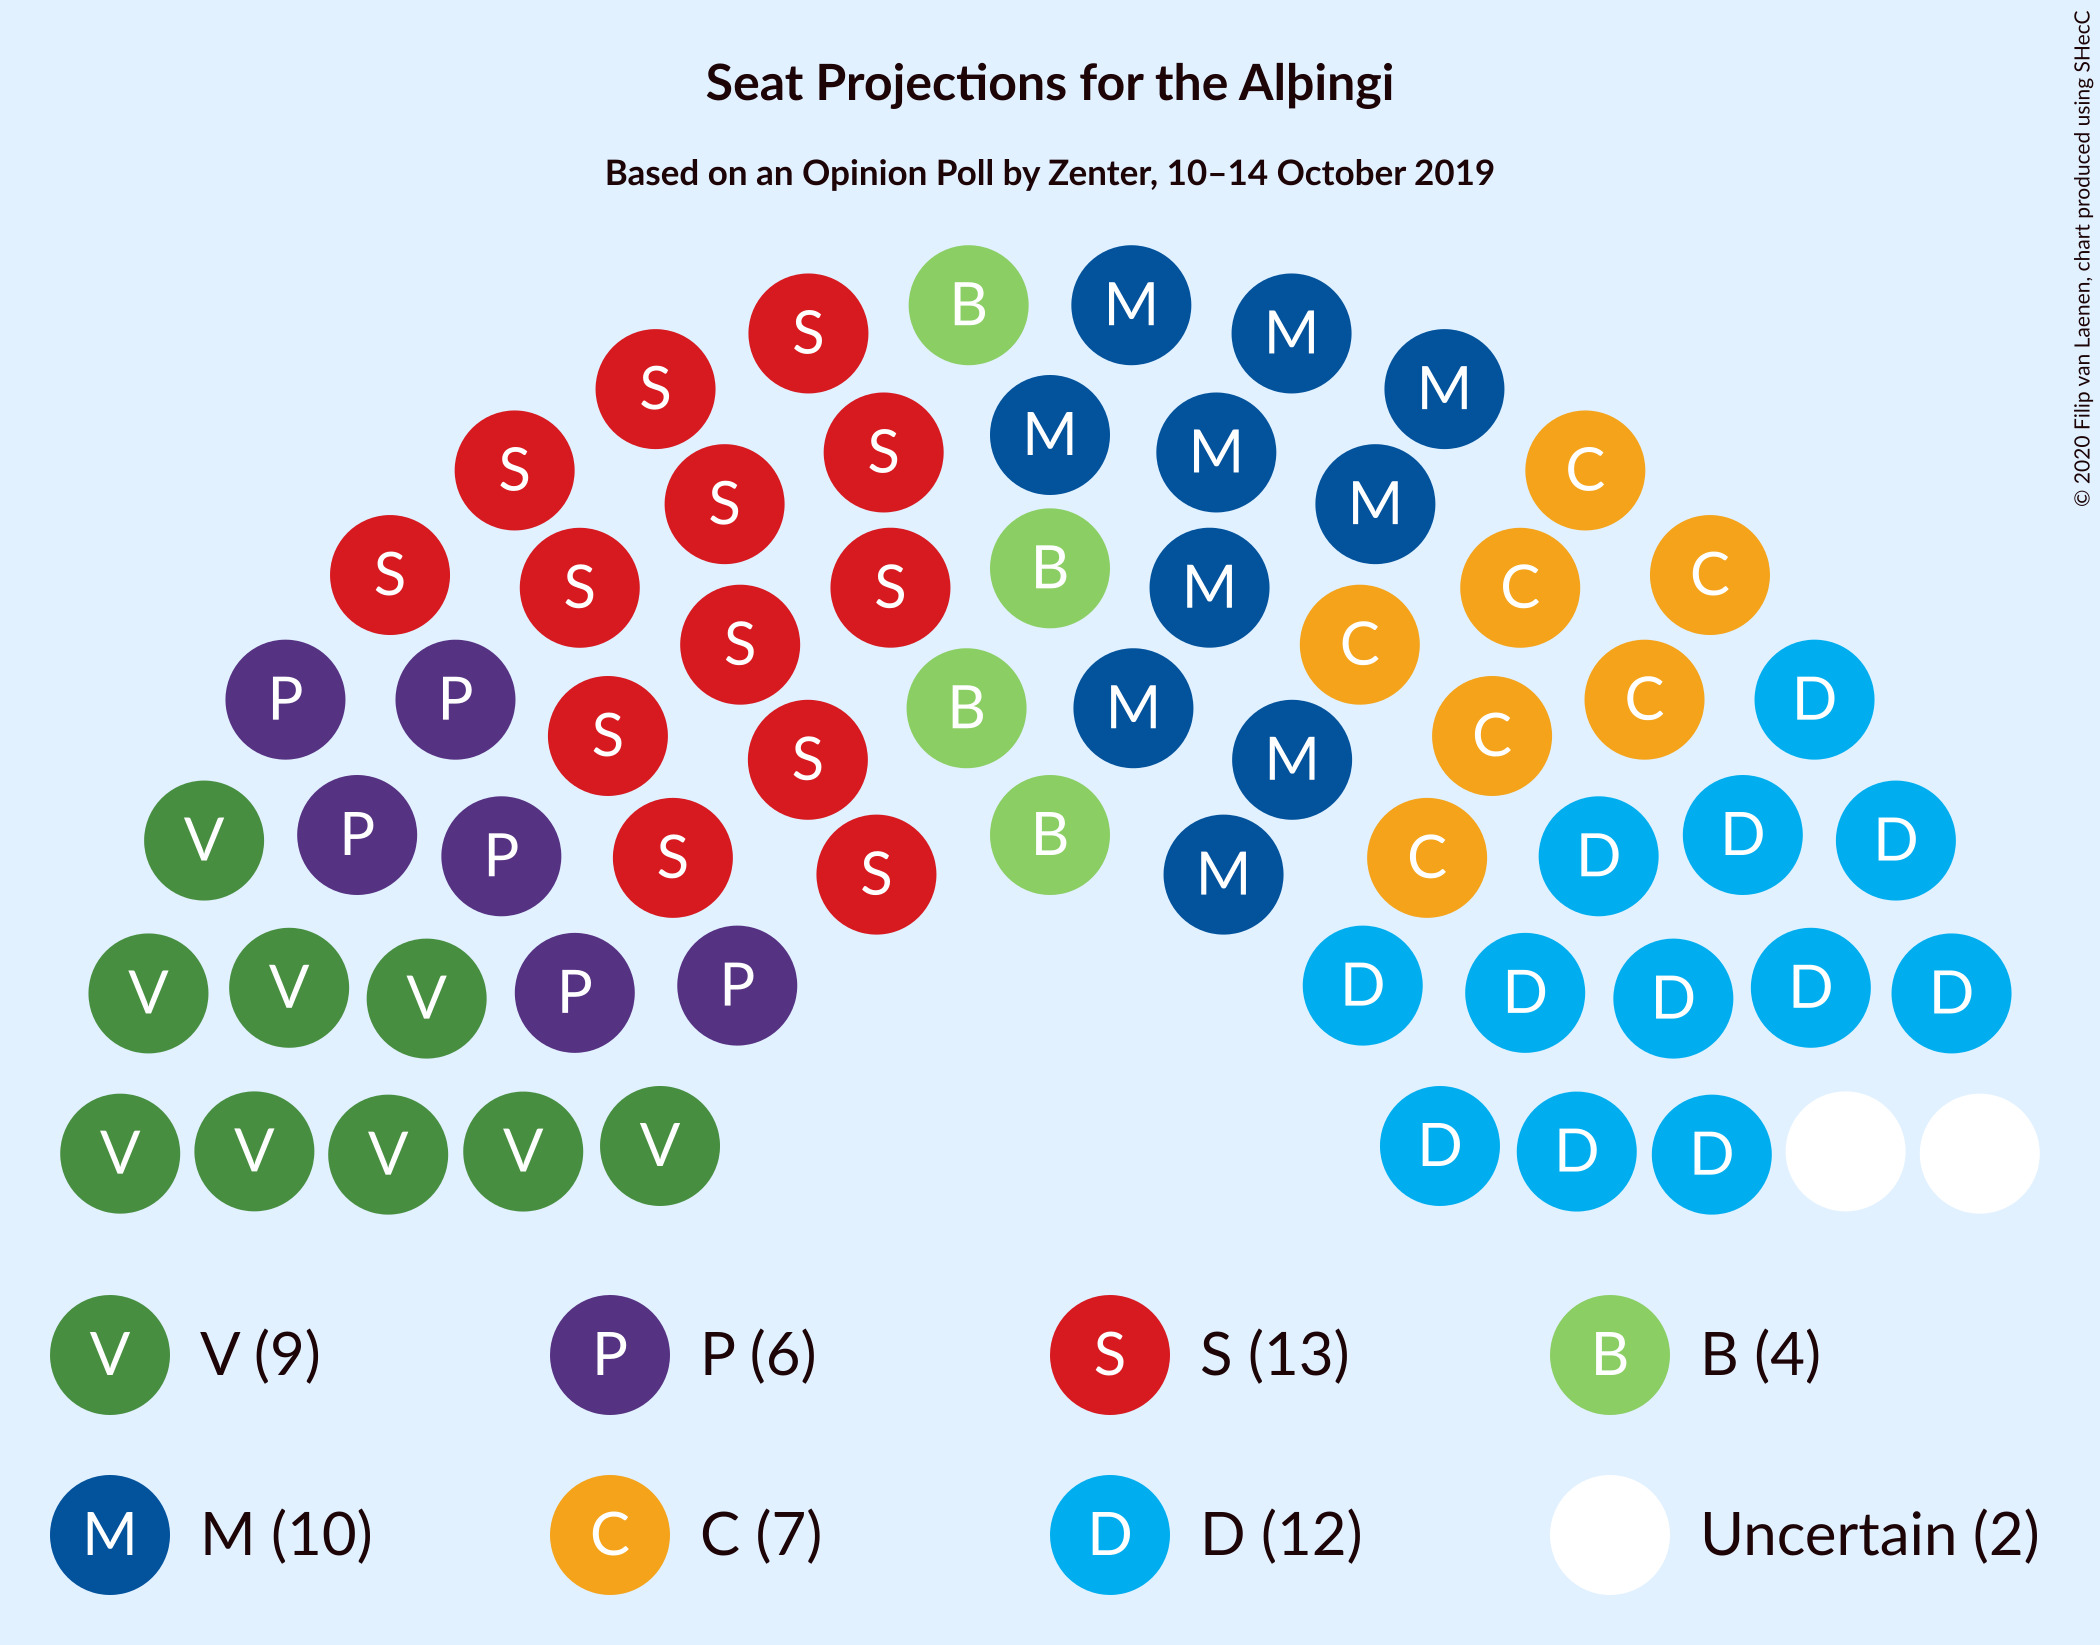 Seat Projections for the Alþingi
Based on an Opinion Poll by Zenter, 10–14 October 2019
© 2020 Filip van Laenen, chart produced using SHecC
B M
S M
S M
M
S M
S C
S M
B
S M C
S C
S C
S C
B M
P P C D
S C
S M
B D
V P D D
P S C D
S M
P D
V V V P D D D D
V V V V V D D D
V V (9) P P (6) S S (13) B B (4)
M M (10) C C (7) D D (12) Uncertain (2)